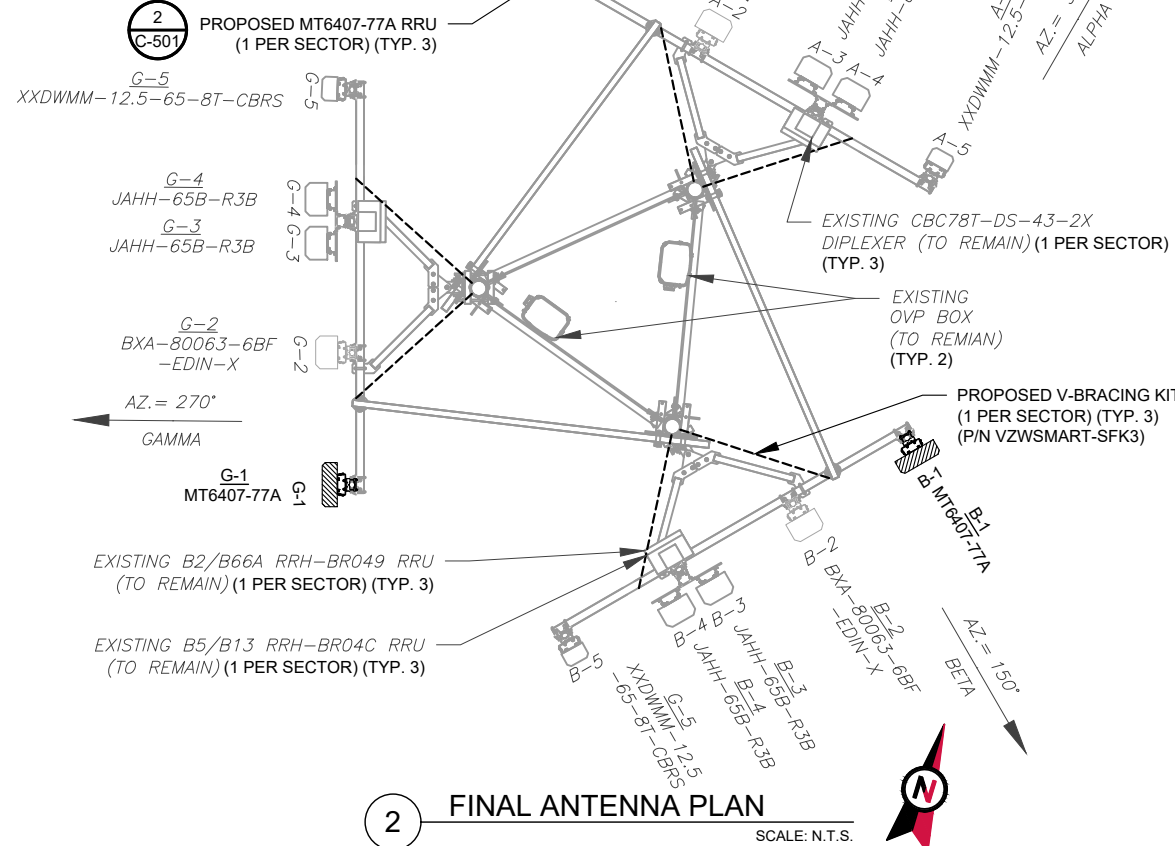 2
C-501
PROPOSED MT6407-77A RRU
(1 PER SECTOR) (TYP. 3)
G-5
XXDWMM-12.5-65-8T-CBRS
G-5
G-4
JAHH-65B-R3B
G-3
JAHH-65B-R3B
G-4
G-3
G-2
BXA-80063-6BF
-EDIN-X
G-2
AZ.= 270°
GAMMA
G-1
MT6407-77A
G-1
A-3
A-4
A-5
ALPHA
EXISTING CBC78T-DS-43-2X
DIPLEXER (TO REMAIN) (1 PER SECTOR)
(TYP. 3)
EXISTING
OVP BOX
(TO REMIAN)
(TYP. 2)
PROPOSED V-BRACING KIT
(1 PER SECTOR) (TYP. 3)
(P/N VZWSMART-SFK3)
B-1
B-1
MT6407-77A
B-2
B-2
BXA-80063-6BF
-EDIN-X
B-3
B-3
JAHH-65B-R3B
B-4
B-4
JAHH-65B-R3B
B-5
G-5
XXDWMM-12.5
-65-8T-CBRS
AZ.= 150°
BETA
EXISTING B2/B66A RRH-BR049 RRU
(TO REMAIN) (1 PER SECTOR) (TYP. 3)
EXISTING B5/B13 RRH-BR04C RRU
(TO REMAIN) (1 PER SECTOR) (TYP. 3)
N
2
FINAL ANTENNA PLAN
SCALE: N.T.S.